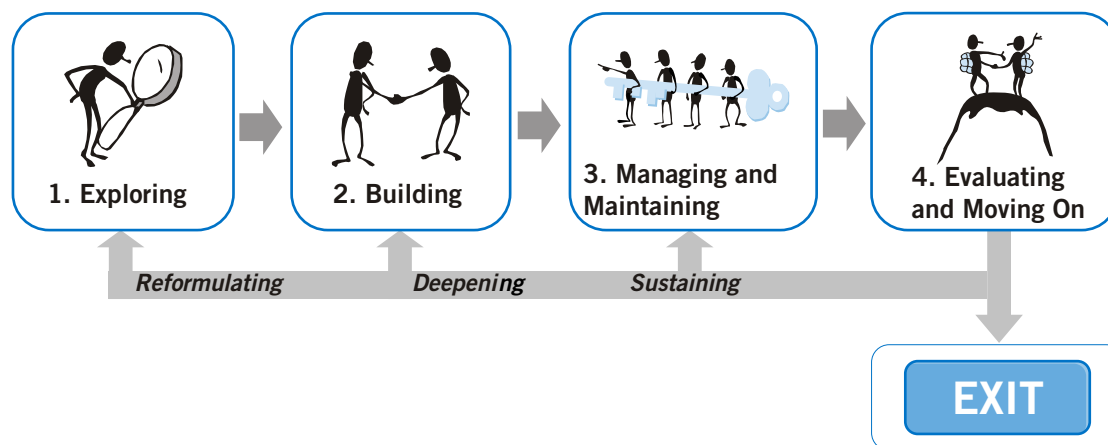 1. Exploring
2. Building
3. Managing and
Maintaining
4. Evaluating
and Moving On
Reformulating
Deepening
Sustaining
EXIT